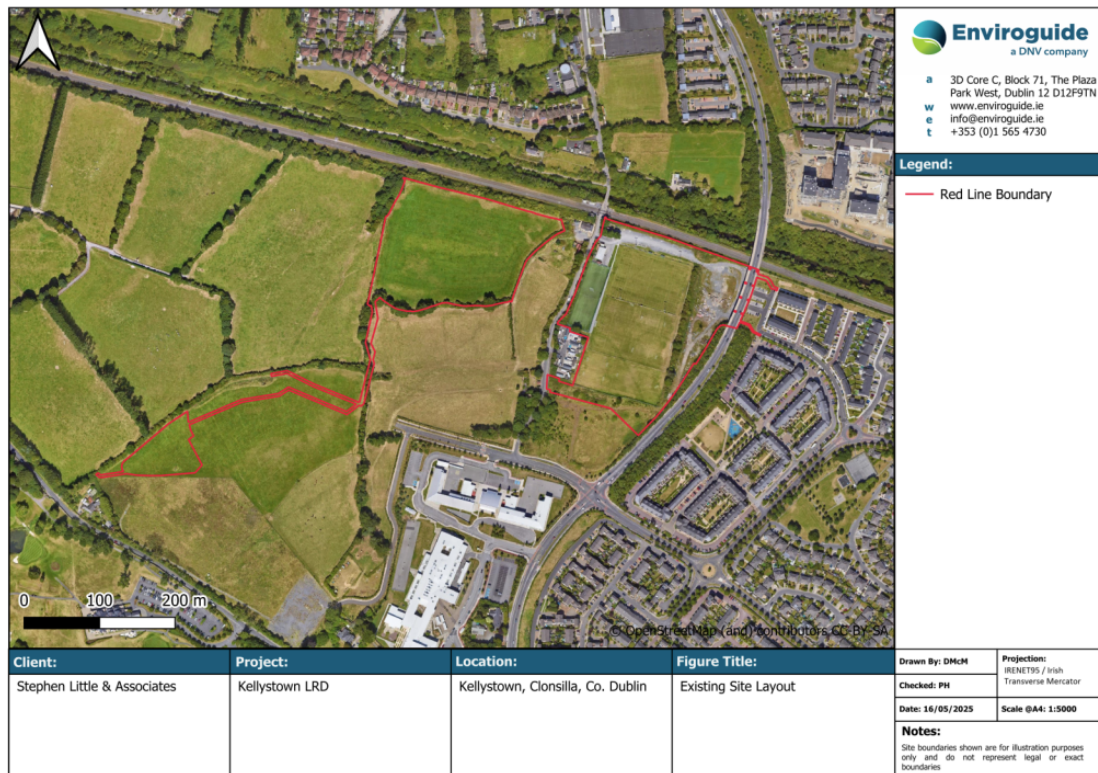 Enviroguide
a DNV company
a 3D Core C, Block 71, The Plaza
Park West, Dublin 12 D12F9TN
w www.enviroguide.ie
e info@enviroguide.ie
t +353 (0)1 565 4730
Legend:
Red Line Boundary
0 100 200 m
© OpenStreetMap (and) contributors CC-BY-SA
Client:
Stephen Little & Associates
Project:
Kellystown LRD
Location:
Kellystown, Clonsilla, Co. Dublin
Figure Title:
Existing Site Layout
Drawn By: DMcM
Projection:
IRENET95 / Irish
Transverse Mercator
Checked: PH
Date: 16/05/2025
Scale @A4: 1:5000
Notes:
Site boundaries shown are for illustration purposes
only and do not represent legal or exact
boundaries